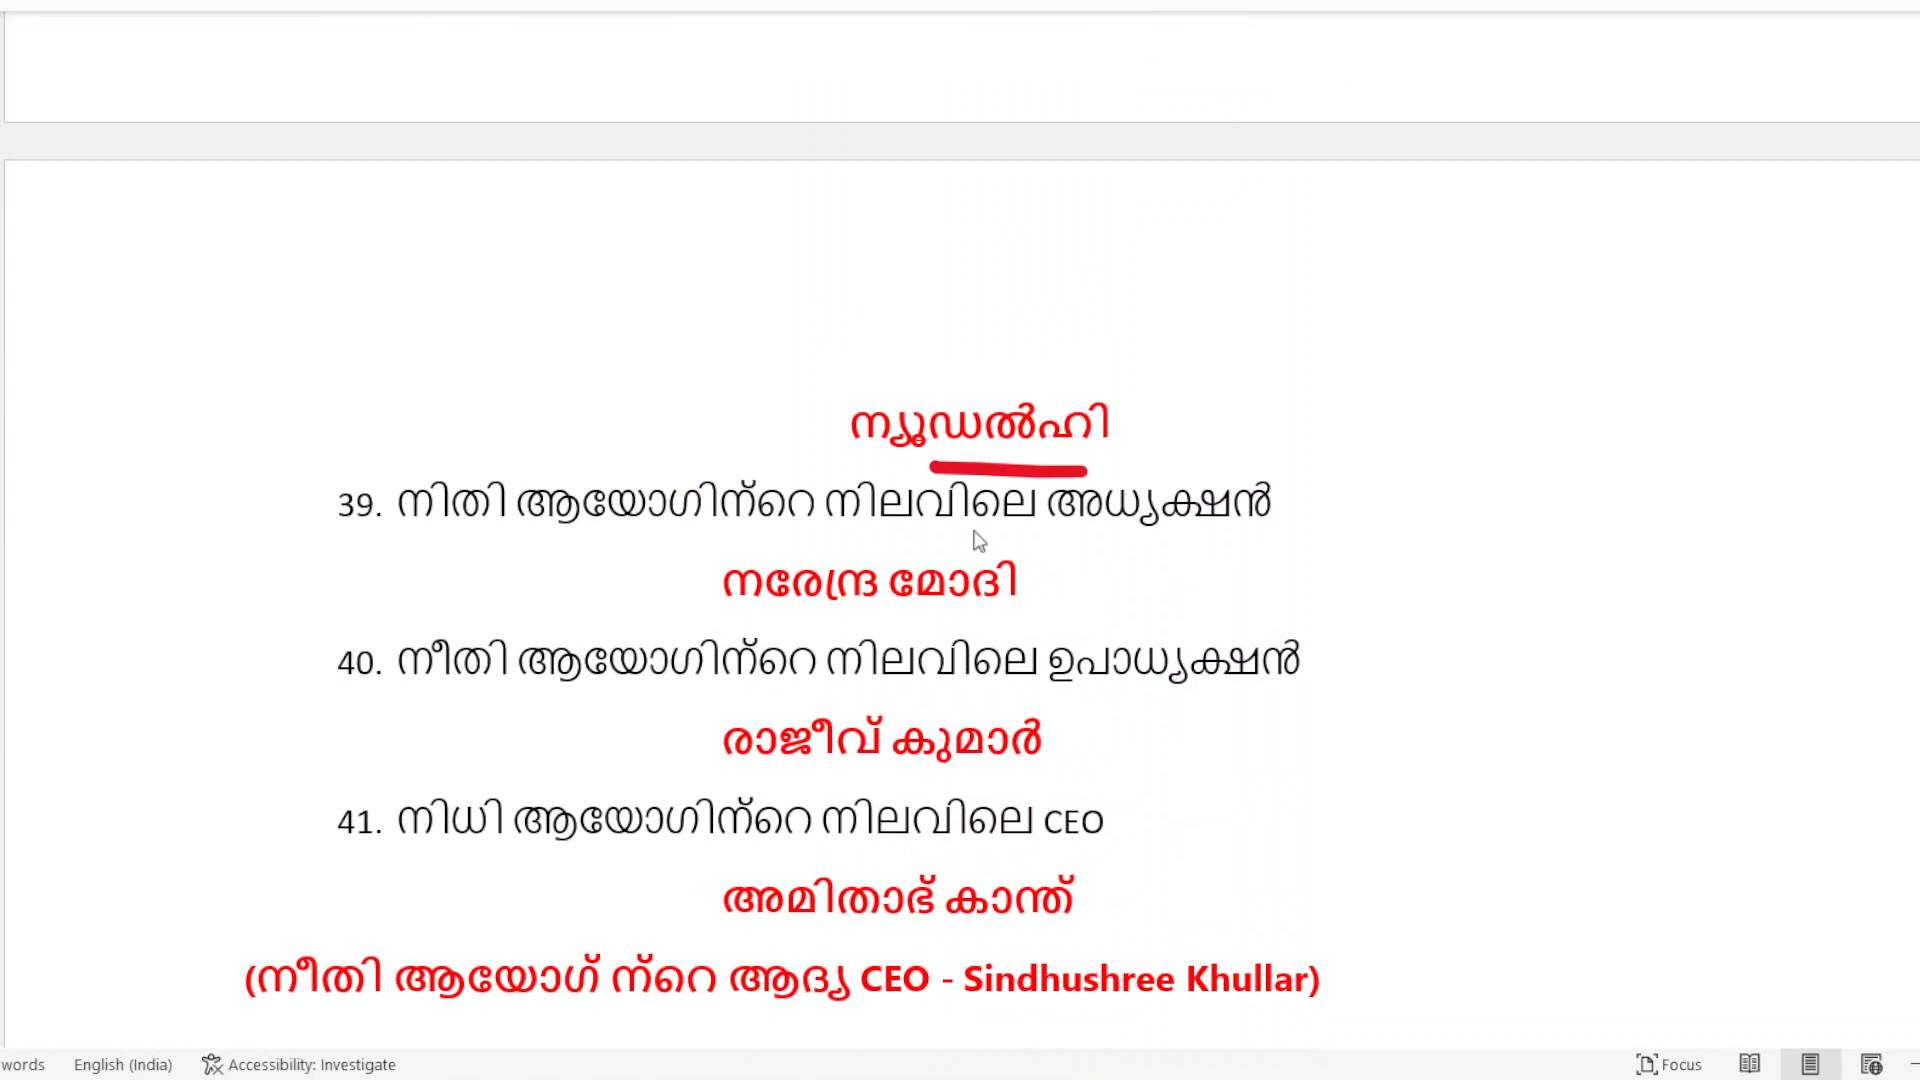 ന്യൂഡൽഹി
39. നിതി ആയോഗിന്റെ നിലവിലെ അധ്യക്ഷൻ
നരേന്ദ്ര മോദി
40. നീതി ആയോഗിന്റെ നിലവിലെ ഉപാധ്യക്ഷൻ
രാജീവ് കുമാർ
41. നിധി ആയോഗിന്റെ നിലവിലെ CEO
അമിതാഭ് കാന്ത്
(നീതി ആയോഗ് ന്റെ ആദ്യ CEO - Sindhushree Khullar)
words English (India) Accessibility: Investigate Focus